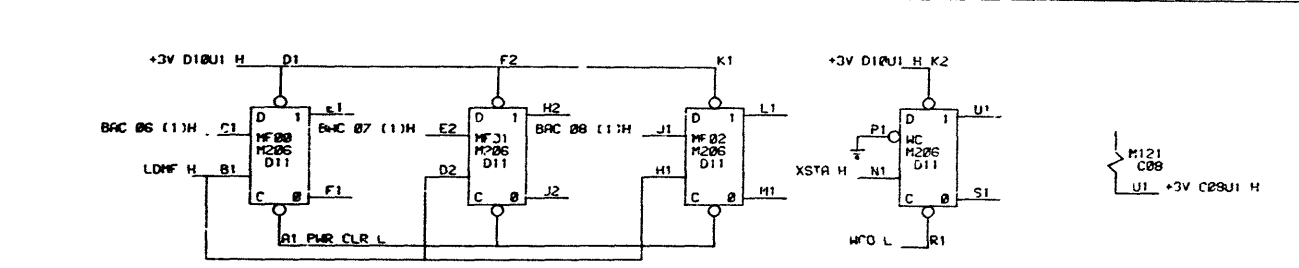 +3V D10U1 H D1 F2 K1 +3V D10U1 H K2
D 1 D 1 D 1 D 1
E1 H2 L1 U1
BAC 06 (1)H C1 BAC 07 (1)H E2 BAC 08 (1)H J1 P1
MF00 MF01 MF02 WC
M206 M206 M206 M206
D11 D11 D11 D11
M121
C08
LDMF H B1 D2 H1 XSTA H N1
U1 +3V C09U1 H
C 0 C 0 C 0 C 0
F1 J2 M1 S1
A1 PWR CLR L WCO L R1